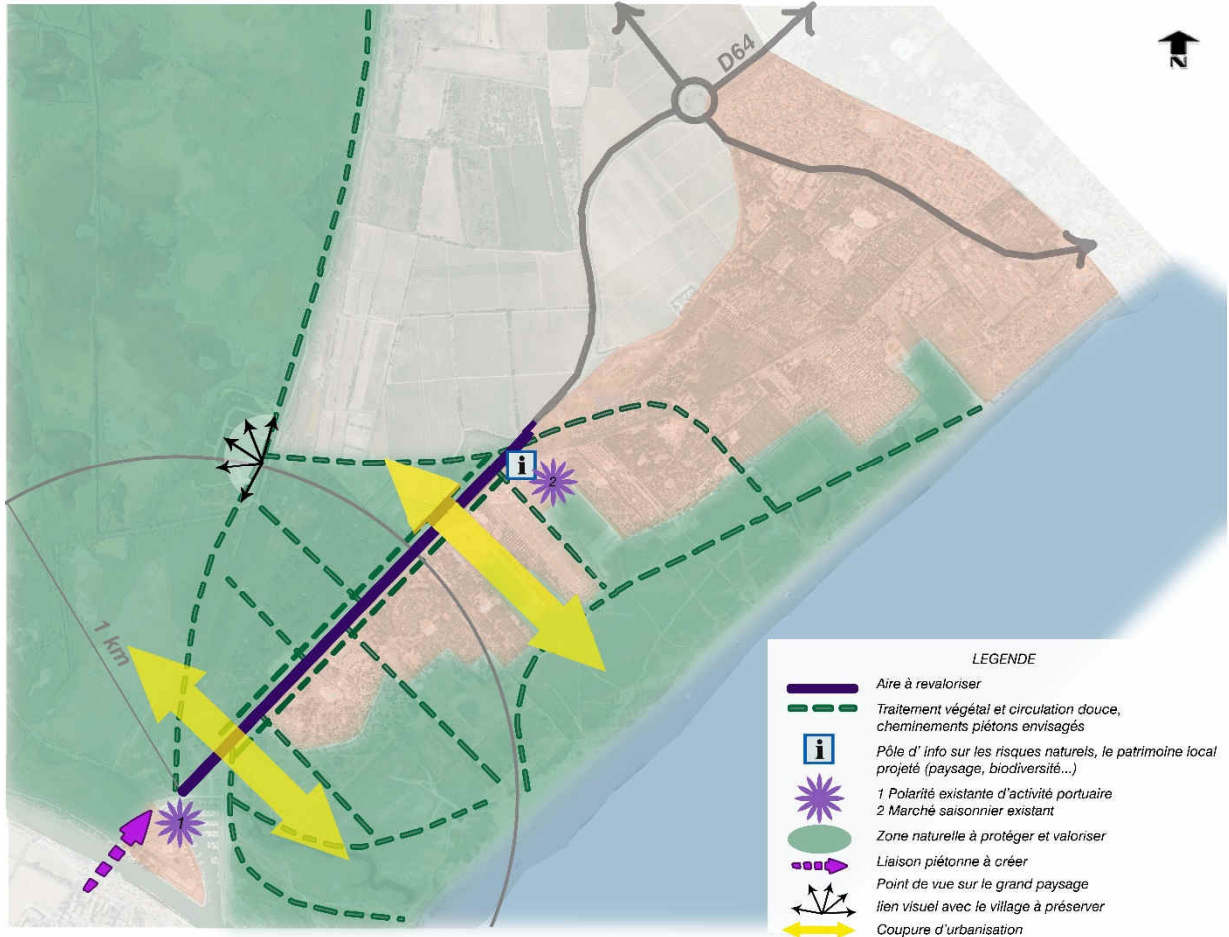 N
D64
i
2
1 km
1
LEGENDE
Aire à revaloriser
Traitement végétal et circulation douce,
cheminements piétons envisagés
i
Pôle d' info sur les risques naturels, le patrimoine local
projeté (paysage, biodiversité...)
1 Polarité existante d'activité portuaire
2 Marché saisonnier existant
Zone naturelle à protéger et valoriser
Liaison piétonne à créer
Point de vue sur le grand paysage
lien visuel avec le village à préserver
Coupure d'urbanisation